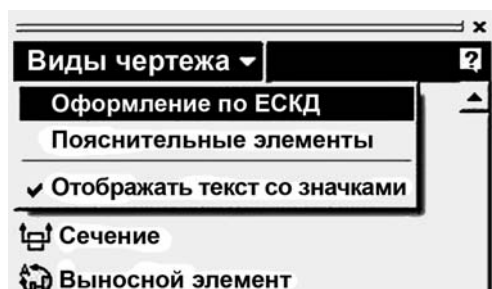 Виды чертежа
Оформление по ЕСКД
Пояснительные элементы
Отображать текст со значками
Сечение
Выносной элемент